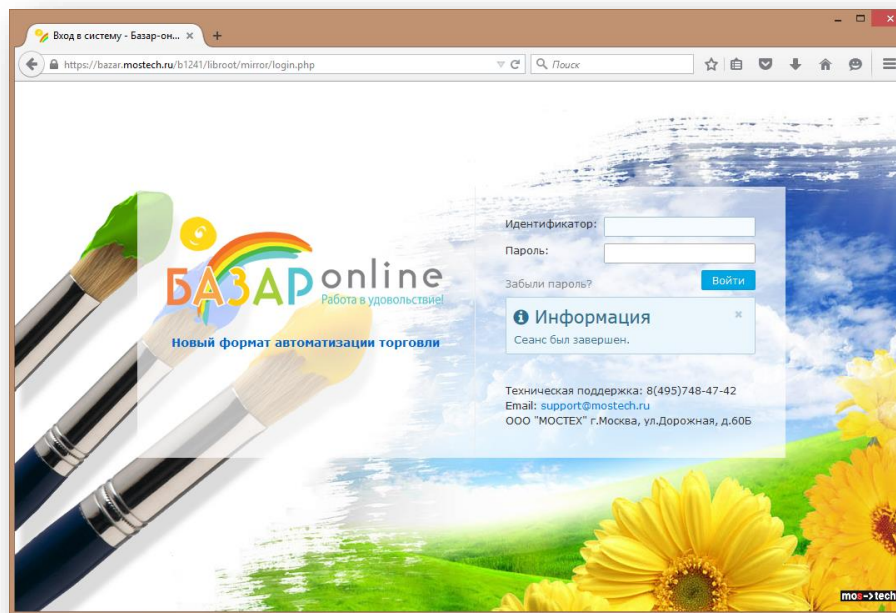 Вход в систему - Базар-он...
https://bazar.mostech.ru/b1241/libroot/mirror/login.php
Поиск
БАЗАР online
Работа в удовольствие!
Новый формат автоматизации торговли
Идентификатор:
Пароль:
Забыли пароль?
Войти
Информация
Сеанс был завершен.
Техническая поддержка: 8(495)748-47-42
Email: support@mostech.ru
ООО "МОСТЕХ" г.Москва, ул.Дорожная, д.60Б
mos->tech